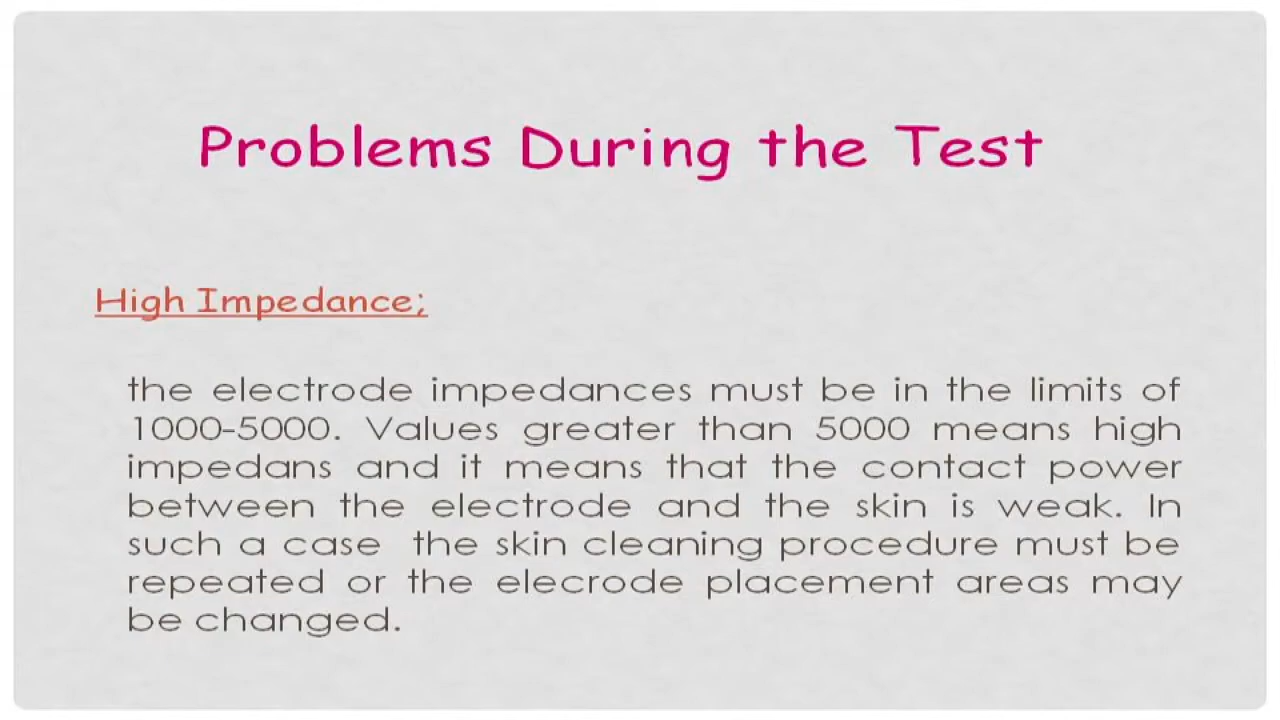 Problems During the Test
High Impedance;
the electrode impedances must be in the limits of
1000-5000. Values greater than 5000 means high
impedans and it means that the contact power
between the electrode and the skin is weak. In
such a case the skin cleaning procedure must be
repeated or the elecrode placement areas may
be changed.